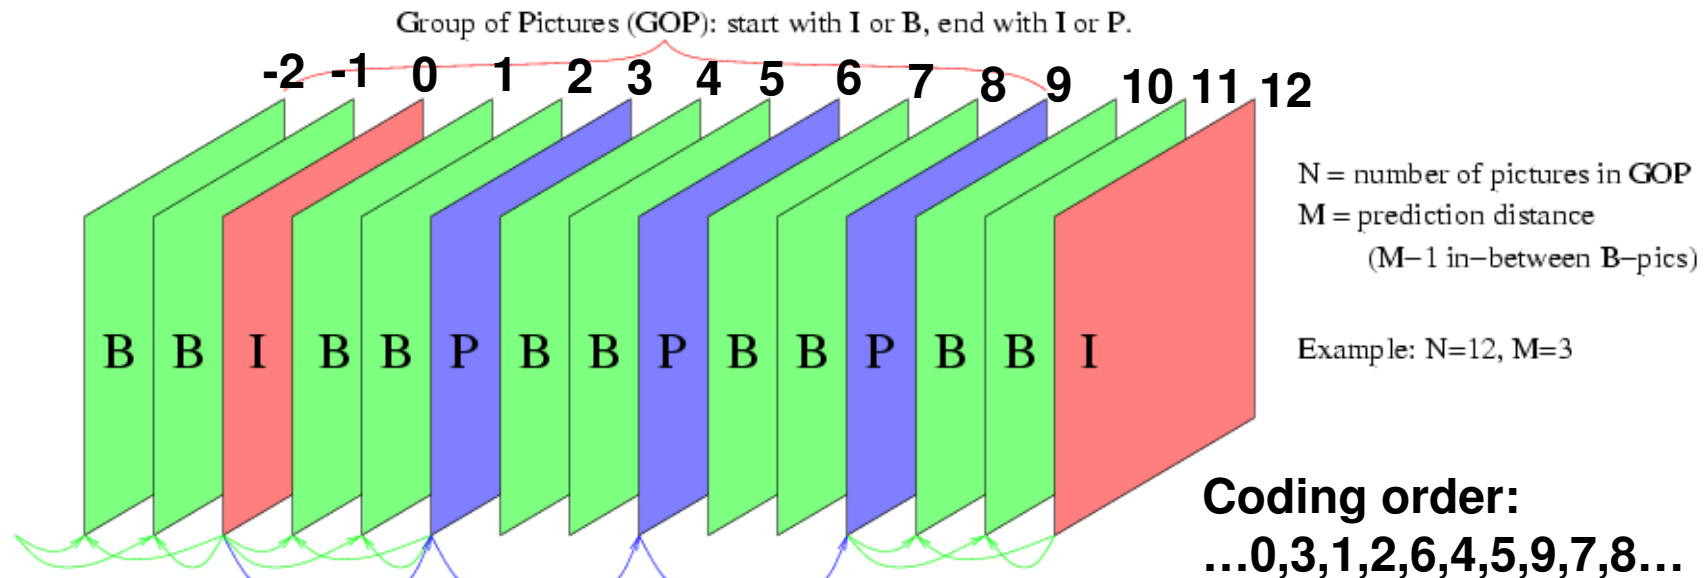 Group of Pictures (GOP): start with I or B, end with I or P.
-2 -1 0 1 2 3 4 5 6 7 8 9 10 11 12
N = number of pictures in GOP
M = prediction distance
(M−1 in−between B−pics)
B B I B B P B B P B B P B B I
Example: N=12, M=3
Coding order:
...0,3,1,2,6,4,5,9,7,8...